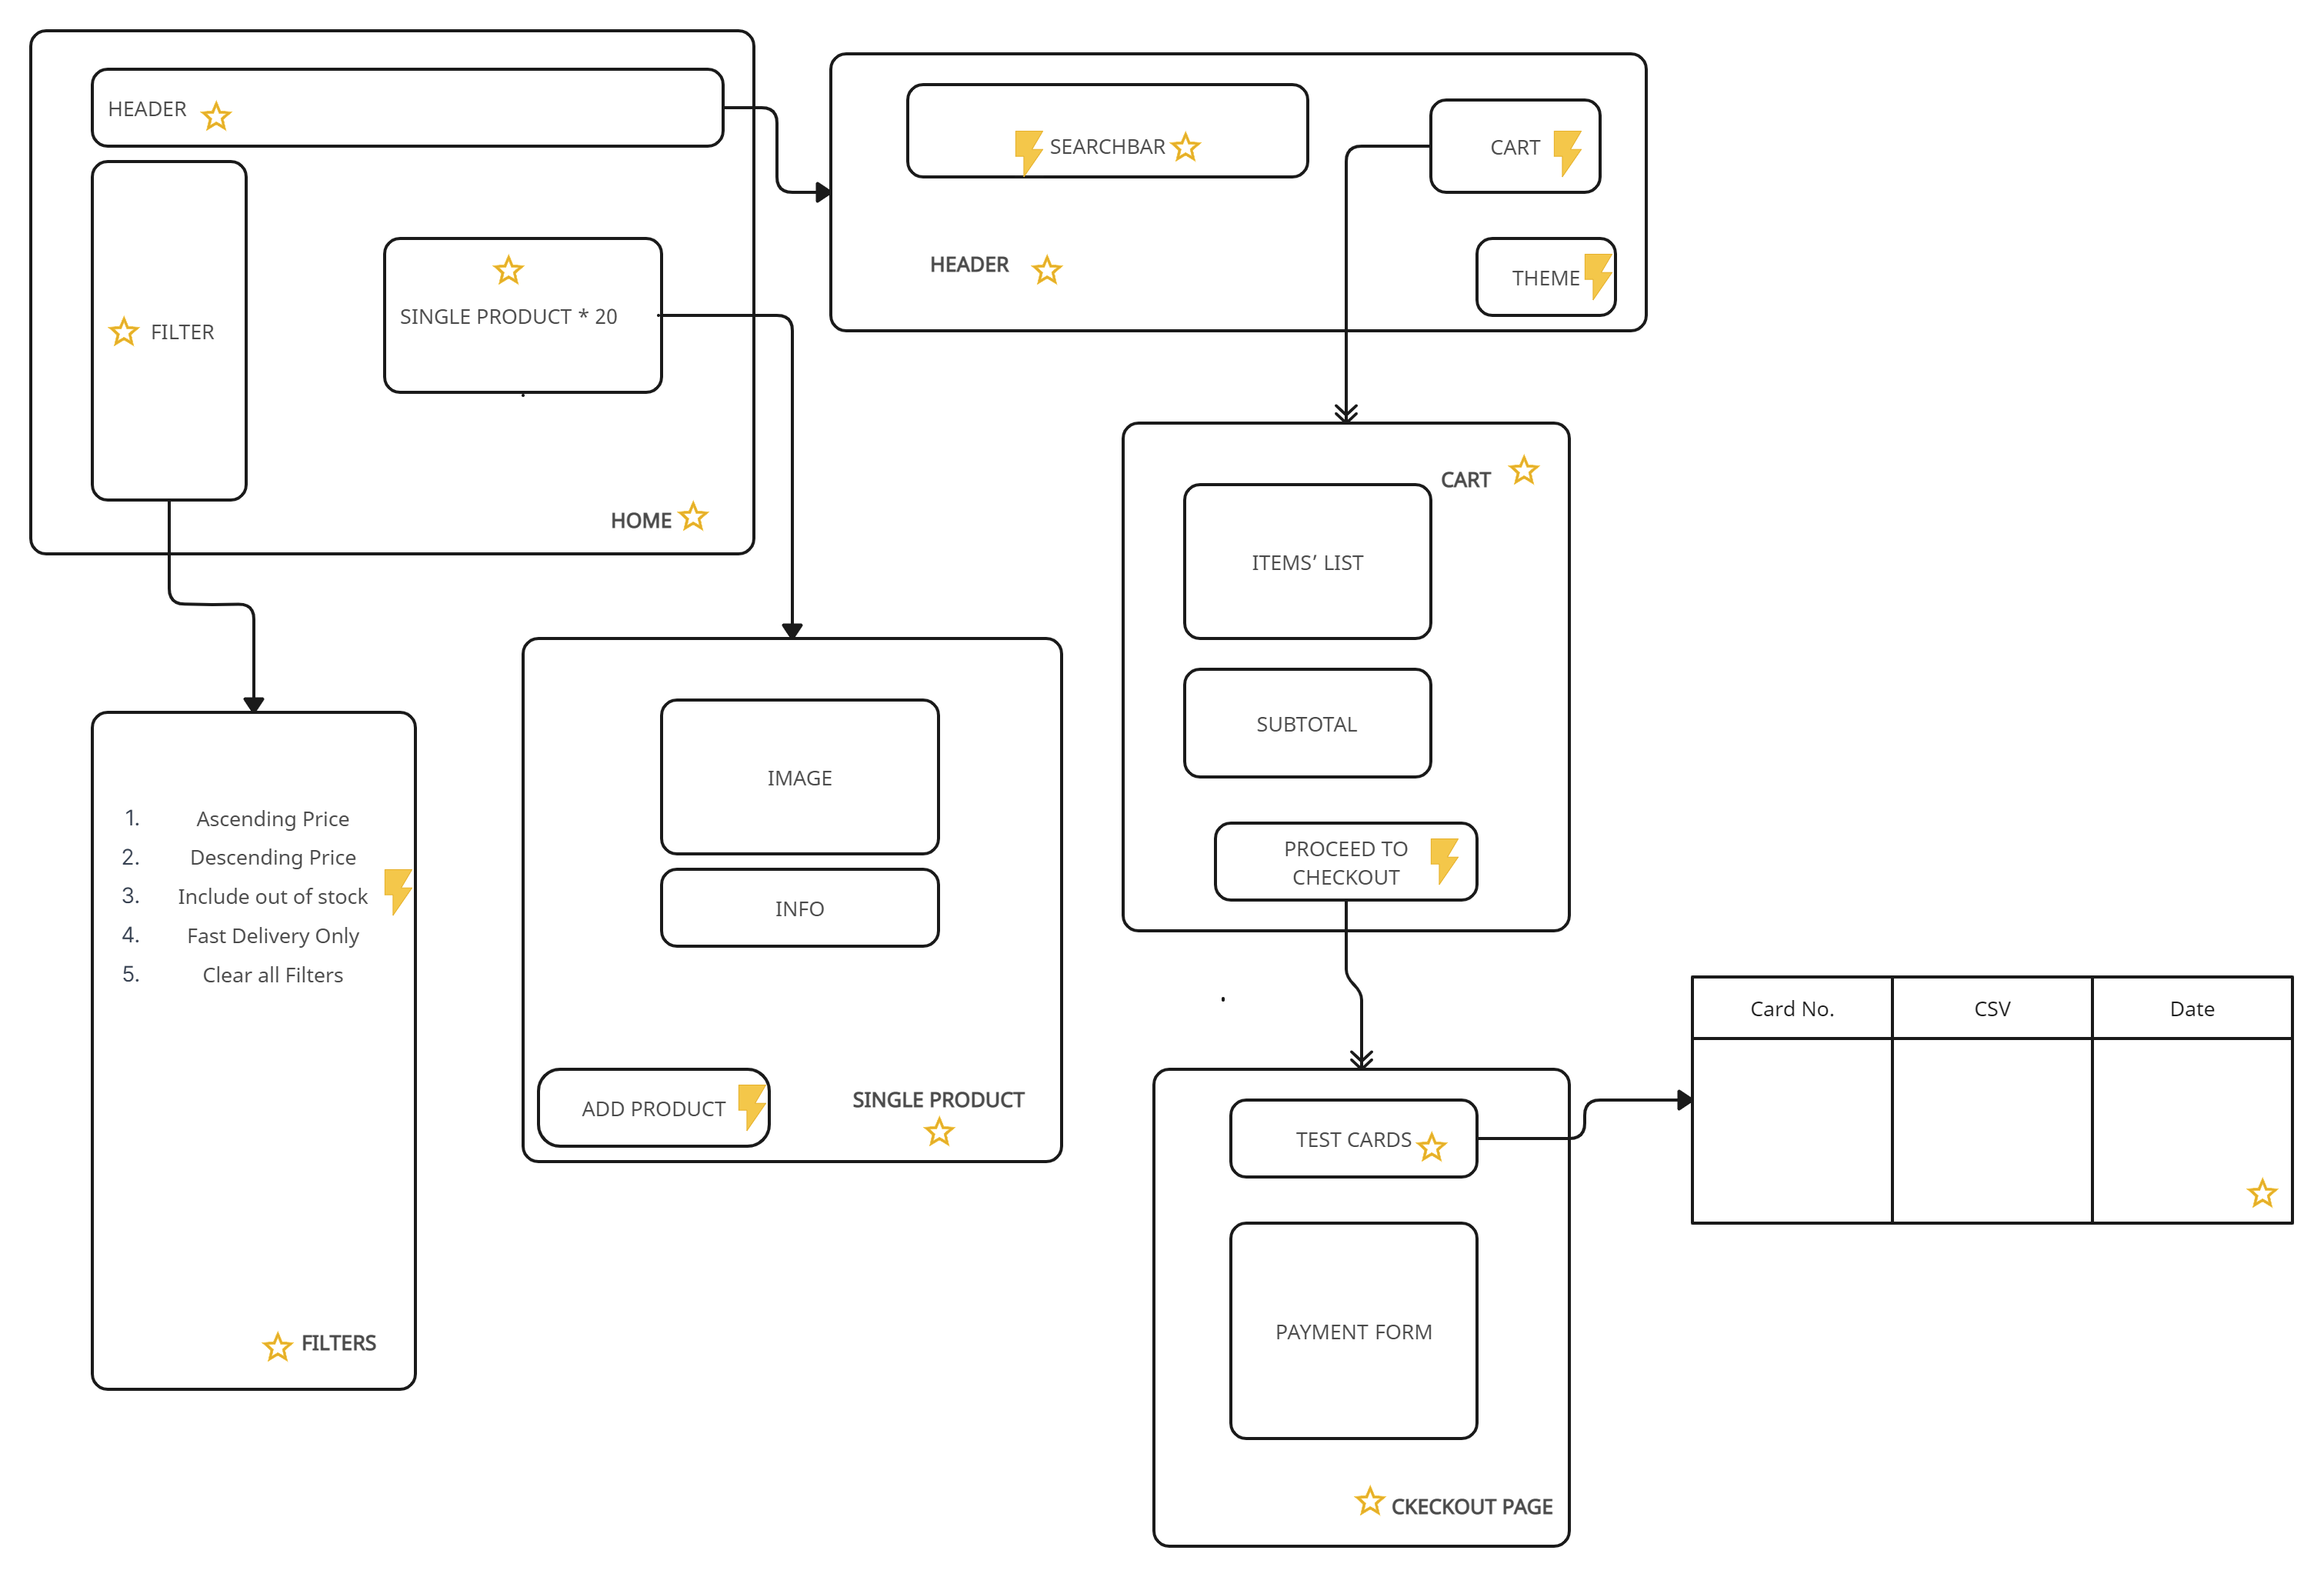 HEADER
FILTER
SINGLE PRODUCT * 20
HOME
SEARCHBAR
CART
HEADER
THEME
CART
ITEMS’ LIST
SUBTOTAL
PROCEED TO
CHECKOUT
1. Ascending Price
2. Descending Price
3. Include out of stock
4. Fast Delivery Only
5. Clear all Filters
FILTERS
IMAGE
INFO
ADD PRODUCT
SINGLE PRODUCT
TEST CARDS
PAYMENT FORM
CKECKOUT PAGE
Card No. CSV Date